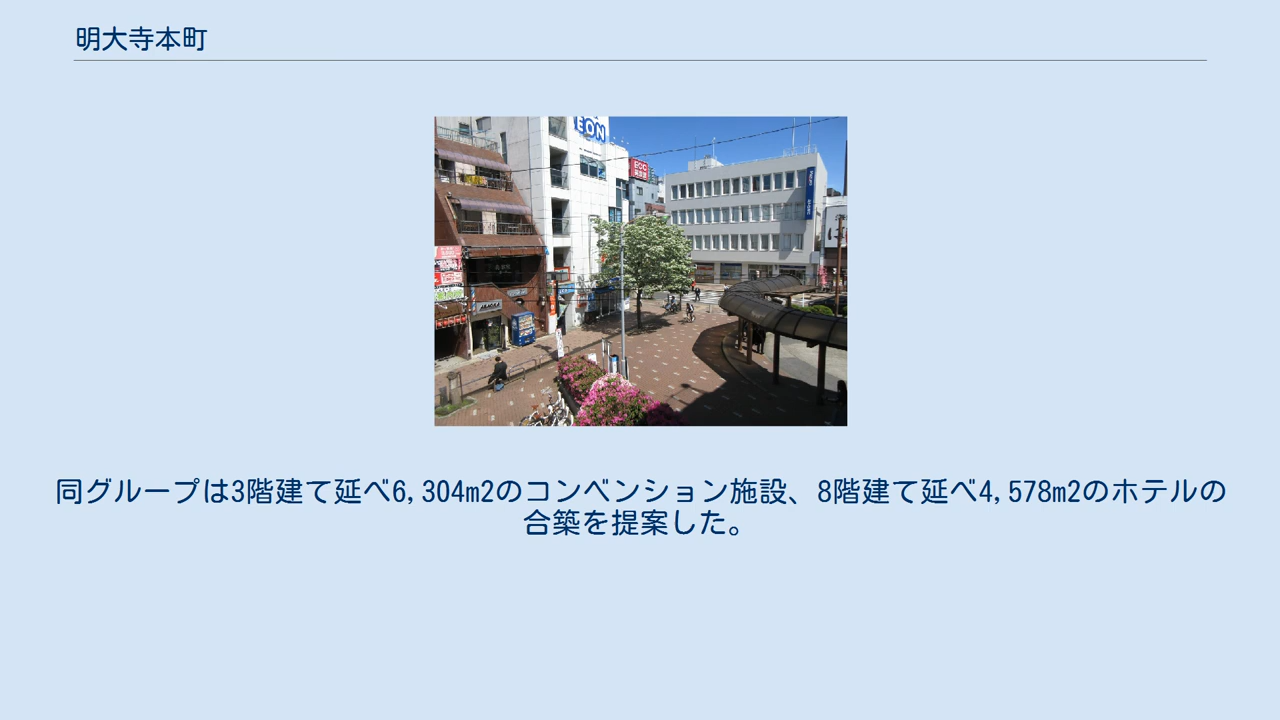 明大寺本町
EON
ECC
同グループは3階建て延べ6,304m2のコンベンション施設、8階建て延べ4,578m2のホテルの
合築を提案した。